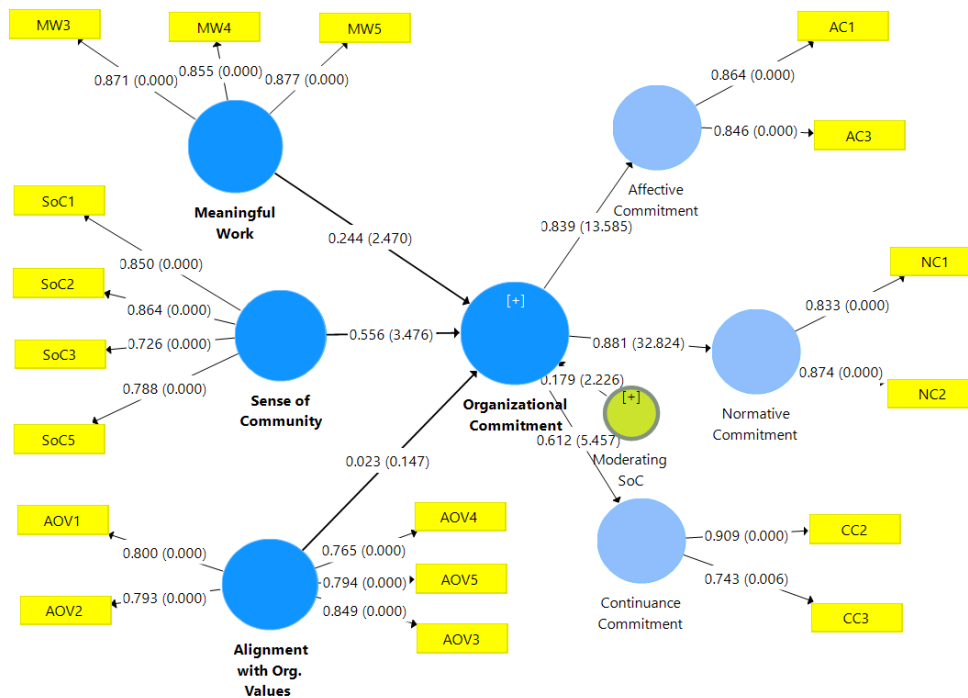 MW3
MW4
MW5
AC1
0.871 (0.000)
0.855 (0.000)
0.877 (0.000)
0.864 (0.000)
0.846 (0.000)
AC3
Meaningful
Work
Affective
Commitment
SoC1
0.244 (2.470)
0.839 (13.585)
0.850 (0.000)
SoC2
0.864 (0.000)
SoC3
0.726 (0.000)
0.788 (0.000)
SoC5
Sense of
Community
0.556 (3.476)
[+]
Organizational
Commitment
0.881 (32.824)
NC1
0.833 (0.000)
0.874 (0.000)
NC2
Normative
Commitment
0.179 (2.226)
[+]
Moderating
SoC
0.612 (5.457)
0.023 (0.147)
AOV1
0.800 (0.000)
AOV2
0.793 (0.000)
AOV4
0.765 (0.000)
AOV5
0.794 (0.000)
0.849 (0.000)
AOV3
Alignment
with Org.
Values
0.909 (0.000)
CC2
0.743 (0.006)
CC3
Continuance
Commitment